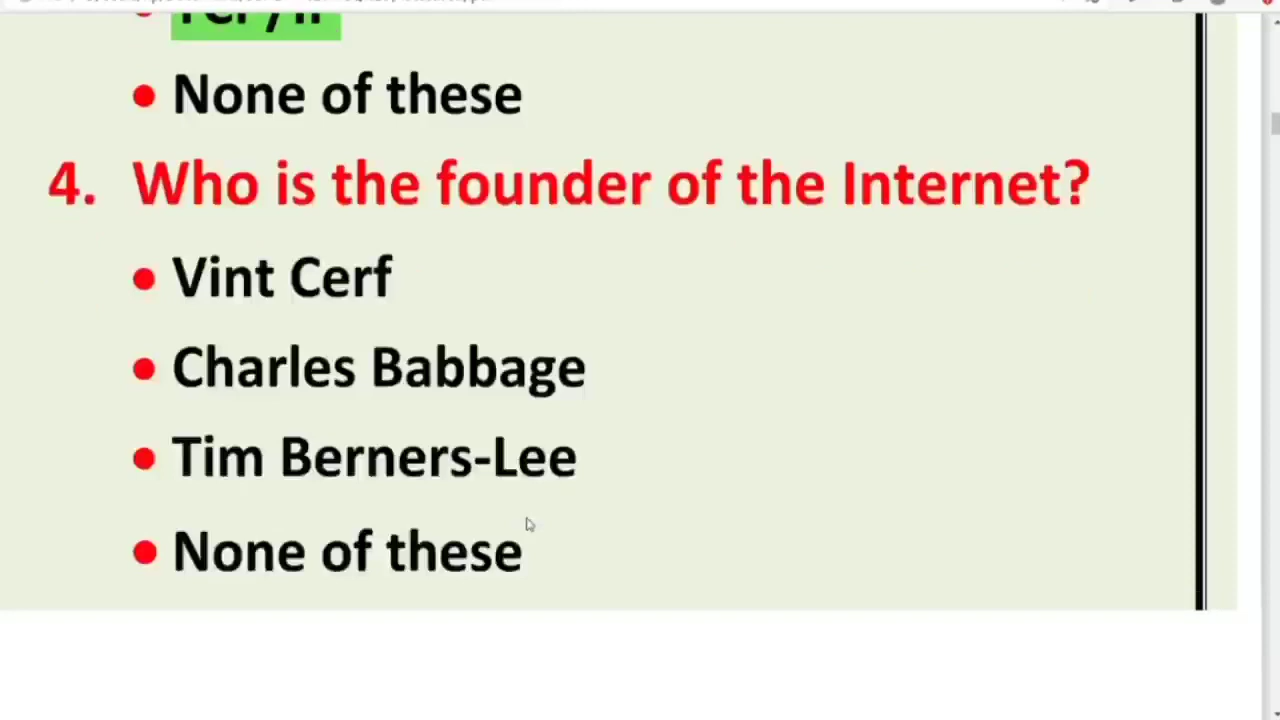 • None of these
4. Who is the founder of the Internet?
• Vint Cerf
• Charles Babbage
• Tim Berners-Lee
• None of these